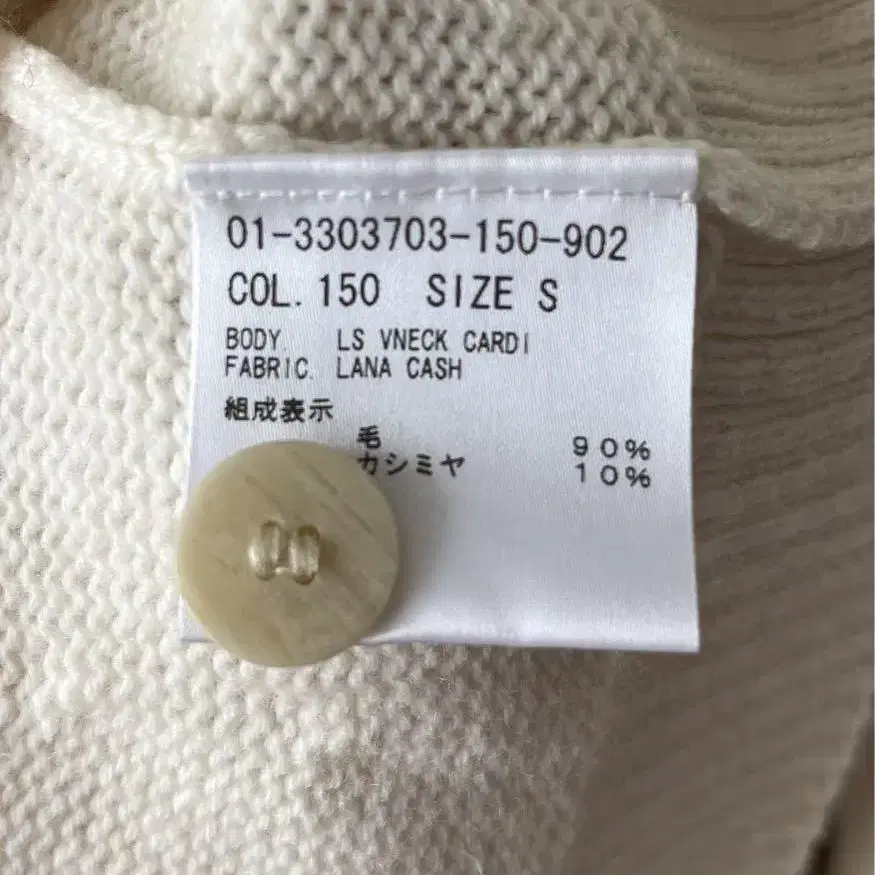 01-3303703-150-902
COL. 150 SIZE S
BODY. LS VNECK CARDI
FABRIC. LANA CASH
組成表示
毛 90%
カシミヤ 10%